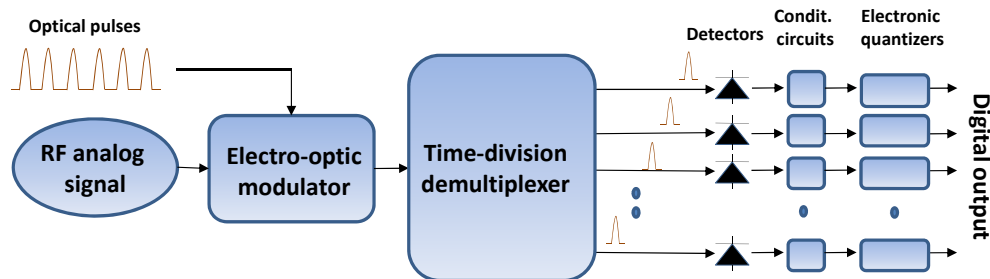 Optical pulses
RF analog
signal
Electro-optic
modulator
Time-division
demultiplexer
Detectors
Condit.
circuits
Electronic
quantizers
Digital output